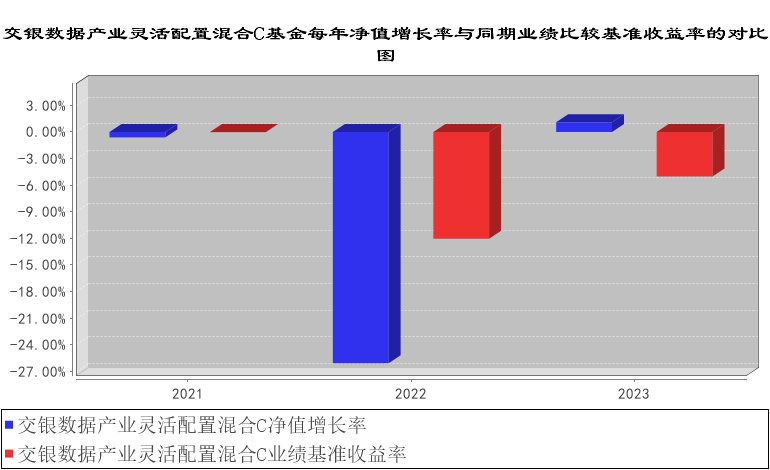 交银数据产业灵活配置混合C基金每年净值增长率与同期业绩比较基准收益率的对比
图
3.00%
0.00%
-3.00%
-6.00%
-9.00%
-12.00%
-15.00%
-18.00%
-21.00%
-24.00%
-27.00%
2021 2022 2023
交银数据产业灵活配置混合C净值增长率
交银数据产业灵活配置混合C业绩基准收益率